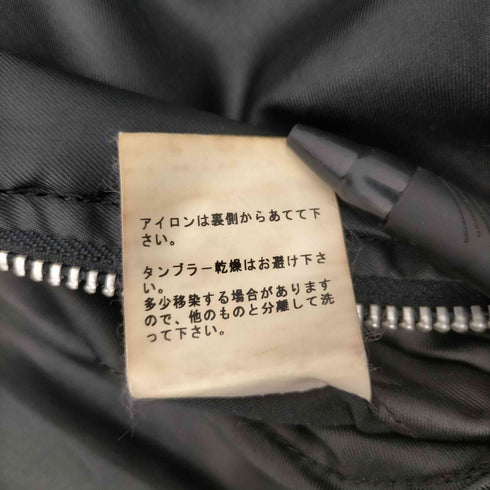 アイロンは裏側からあてて下
さい。
タンブラー乾燥はお避け下さ
い。
多少移染する場合があります
ので、他のものと分離して洗
って下さい。